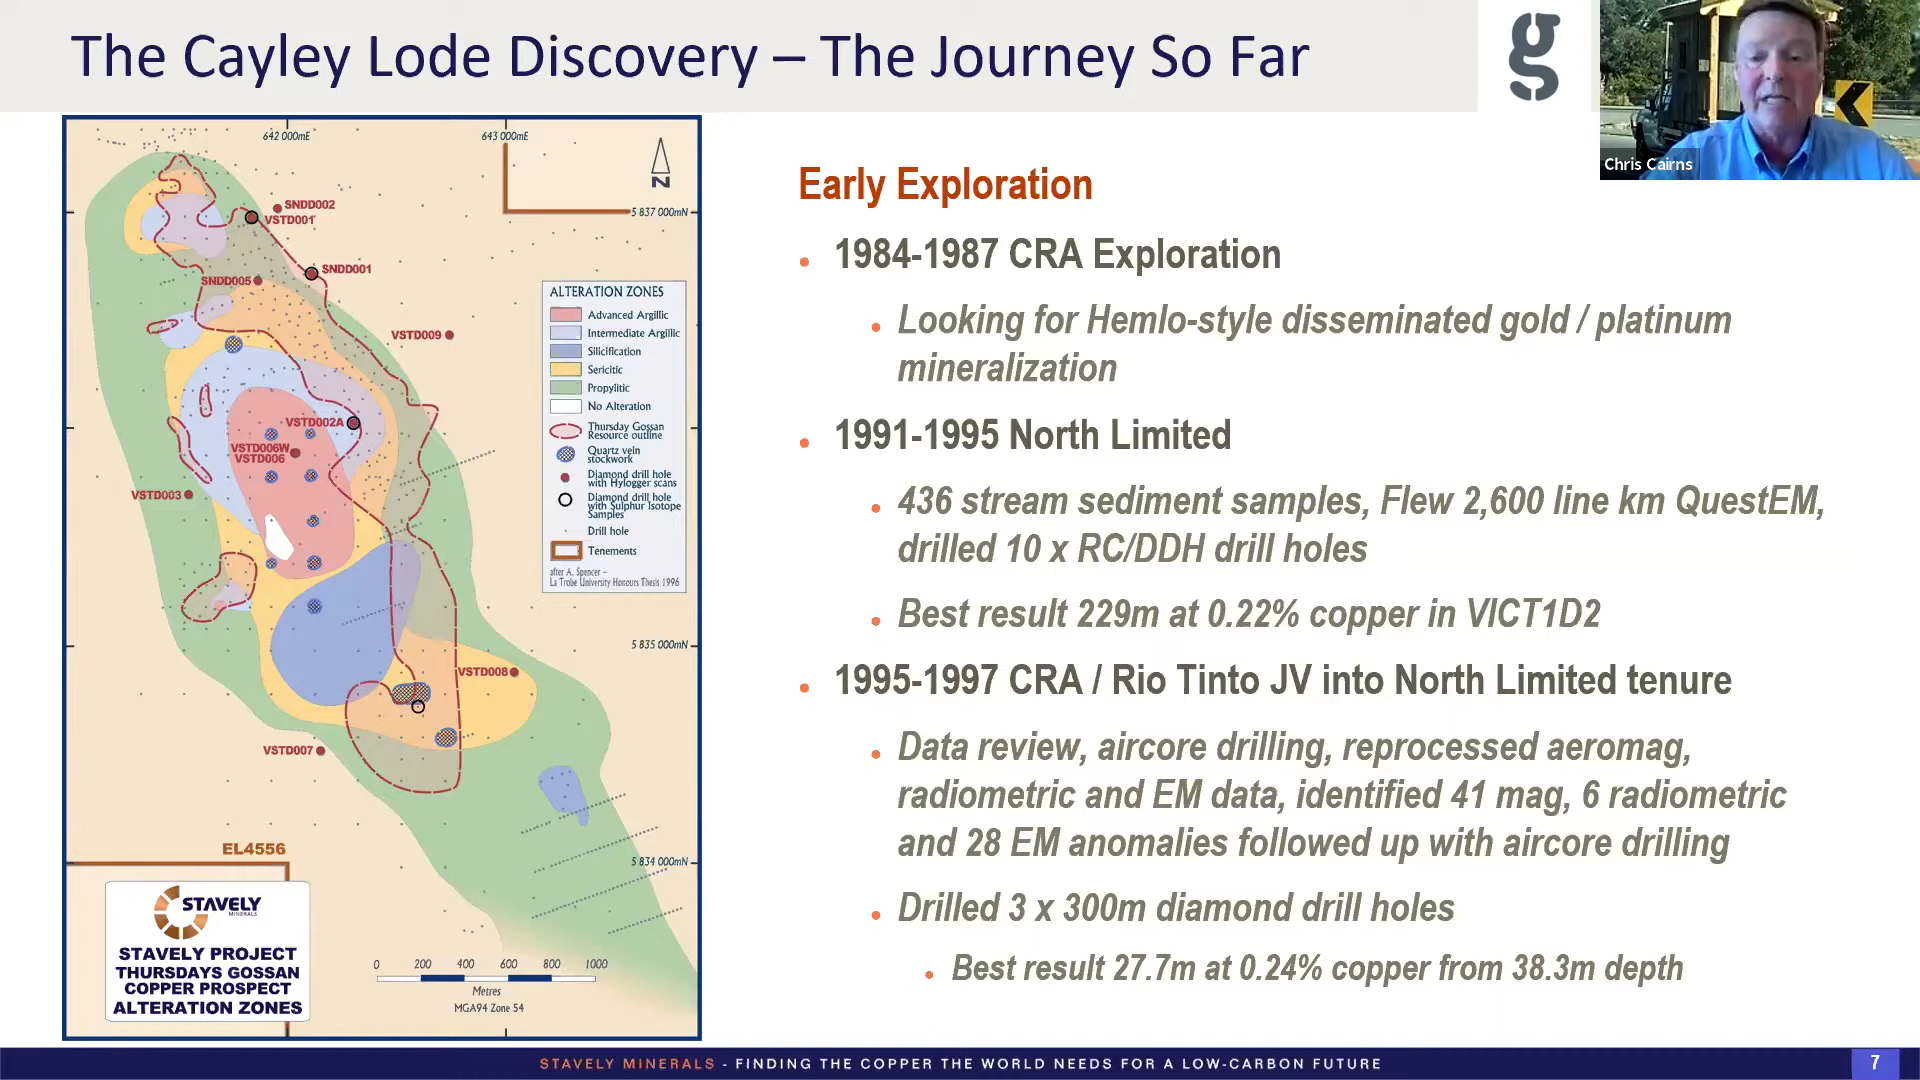 The Cayley Lode Discovery – The Journey So Far
g
Chris Cairns
642 000mE
643 000mE
N
5 837 000mN
SNDD002
VSTD001
SNDD001
SNDD005
VSTD009
ALTERATION ZONES
Advanced Argillic
Intermediate Argillic
Silicification
Sericitic
Propylitic
No Alteration
Thursday Gossan
Resource outline
Quartz vein
stockwork
Diamond drill hole
with Hylogger scans
Diamond drill hole
with Sulphur Isotope
Samples
Drill hole
Tenements
after A. Spencer –
La Trobe University Honours Thesis 1996
VSTD002A
VSTD006W
VSTD006
VSTD003
5 835 000mN
VSTD008
VSTD007
EL4556
5 834 000mN
STAVELY
MINERALS
STAVELY PROJECT
THURSDAYS GOSSAN
COPPER PROSPECT
ALTERATION ZONES
0 200 400 600 800 1000
Metres
MGA94 Zone 54
Early Exploration
• 1984-1987 CRA Exploration
• Looking for Hemlo-style disseminated gold / platinum
mineralization
• 1991-1995 North Limited
• 436 stream sediment samples, Flew 2,600 line km QuestEM,
drilled 10 x RC/DDH drill holes
• Best result 229m at 0.22% copper in VICT1D2
• 1995-1997 CRA / Rio Tinto JV into North Limited tenure
• Data review, aircore drilling, reprocessed aeromag,
radiometric and EM data, identified 41 mag, 6 radiometric
and 28 EM anomalies followed up with aircore drilling
• Drilled 3 x 300m diamond drill holes
• Best result 27.7m at 0.24% copper from 38.3m depth
STAVELY MINERALS - FINDING THE COPPER THE WORLD NEEDS FOR A LOW-CARBON FUTURE
7